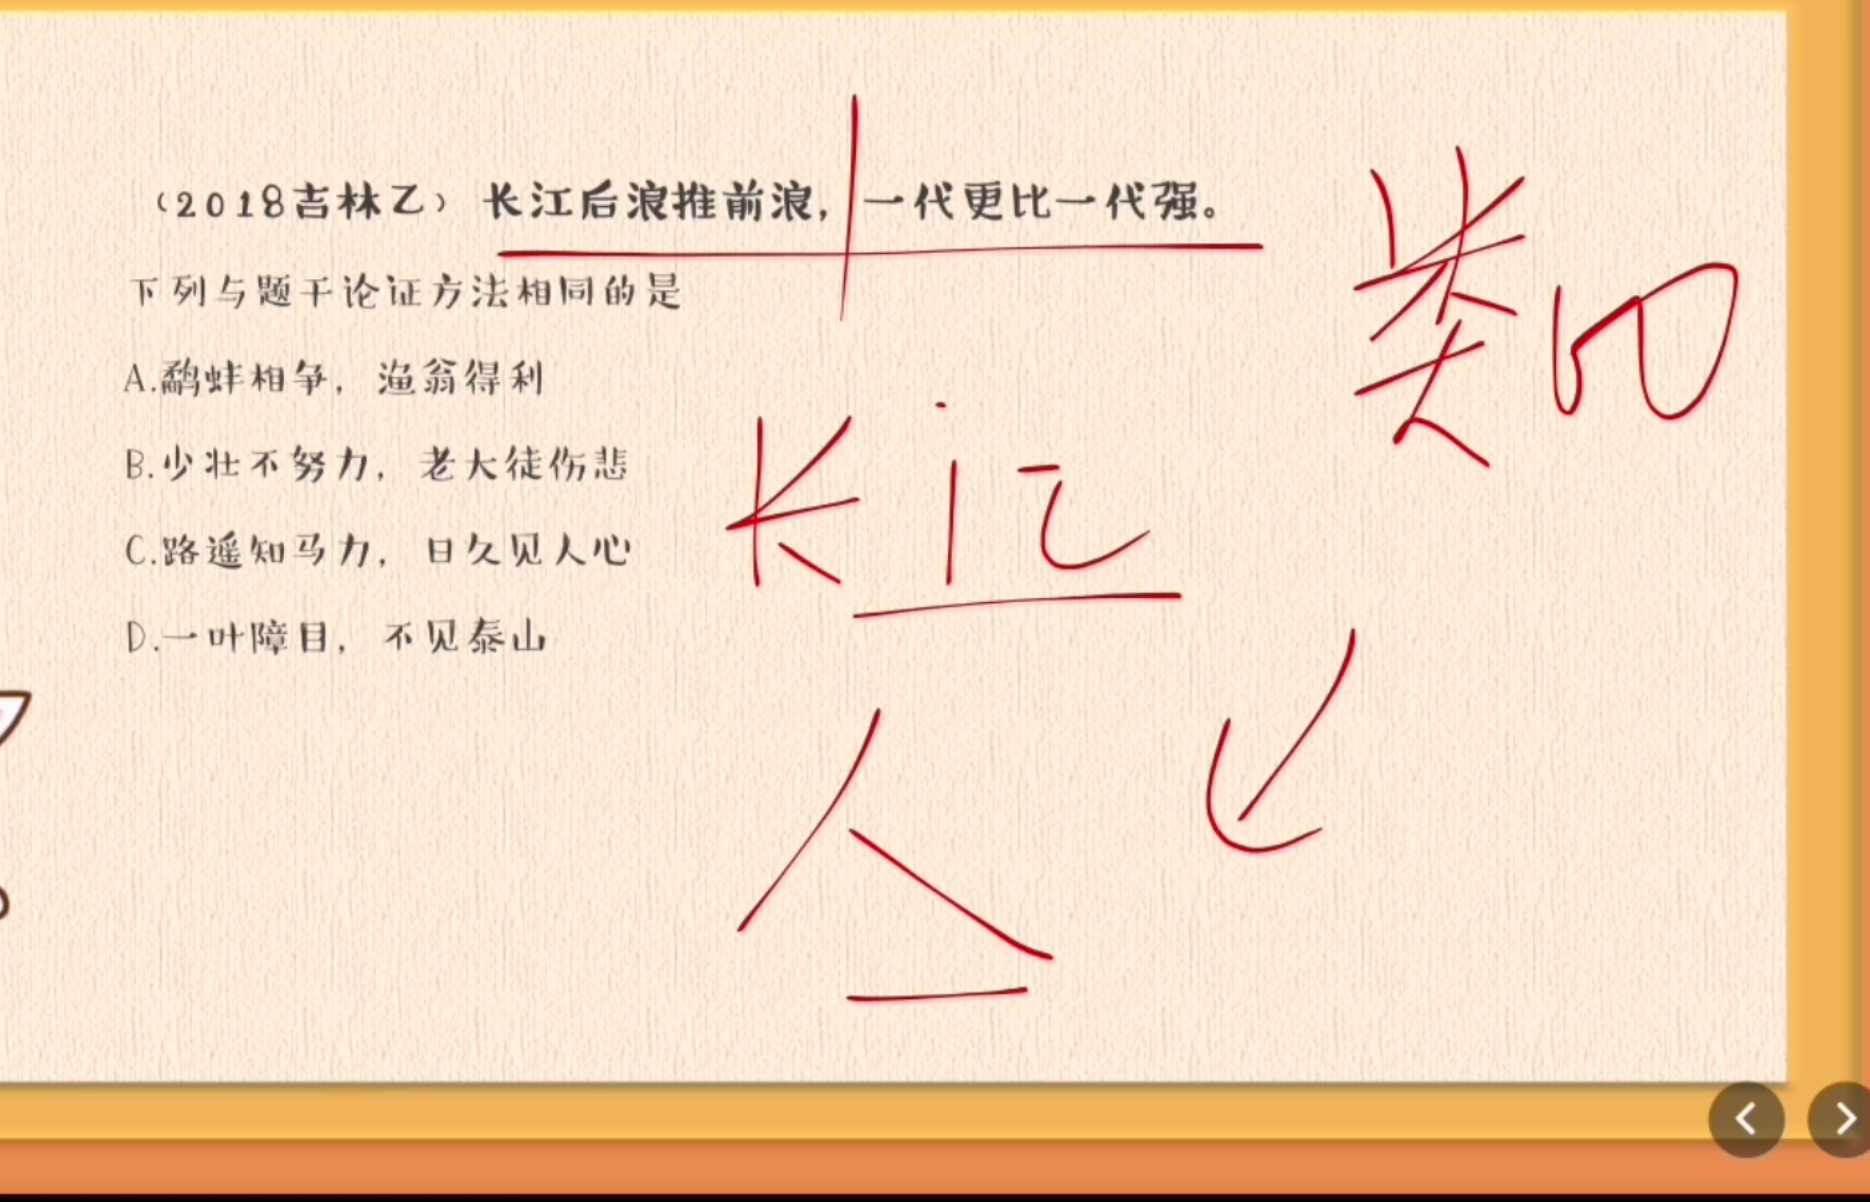 （2018吉林乙）长江后浪推前浪，一代更比一代强。
下列与题干论证方法相同的是
A.鹬蚌相争，渔翁得利
B.少壮不努力，老大徒伤悲
C.路遥知马力，日久见人心
D.一叶障目，不见泰山
类
长江
人